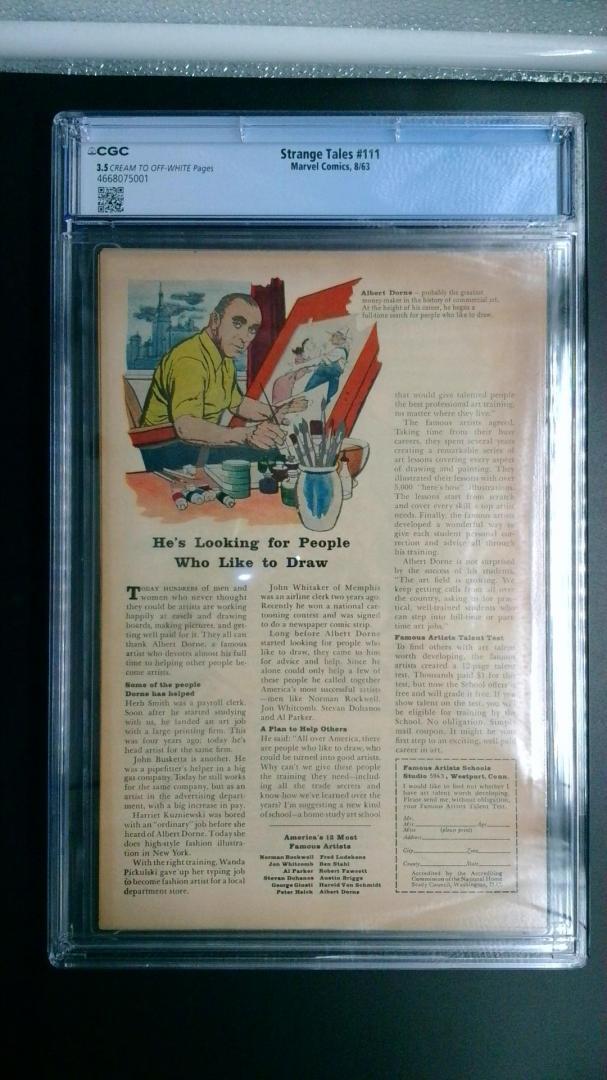 CGC
3.5 CREAM TO OFF-WHITE Pages
4668075001
Strange Tales #111
Marvel Comics, 8/63
Albert Dorne – probably the greatest
money-maker in the history of commercial art.
At the height of his career, he began a
full-time search for people who like to draw.
He's Looking for People
Who Like to Draw
TODAY HUNDREDS of men and
women who never thought
they could be artists are working
happily at easels and drawing
boards, making pictures, and get-
ting well paid for it. They all can
thank Albert Dorne, a famous
artist who devotes almost his full
time to helping other people be-
come artists.
Some of the people
Dorne has helped
Herb Smith was a payroll clerk.
Soon after he started studying
with us, he landed an art job
with a large printing firm. This
was four years ago; today he's
head artist for the same firm.
John Busketta is another. He
was a pipefitter's helper in a big
gas company. Today he still works
for the same company, but as an
artist in the advertising depart-
ment, with a big increase in pay.
Harriet Kuzniewski was bored
with an "ordinary" job before she
heard of Albert Dorne. Today she
does high-style fashion illustra-
tion in New York.
With the right training, Wanda
Pickulski gave up her typing job
to become fashion artist for a local
department store.
John Whitaker of Memphis
was an airline clerk two years ago.
Recently he won a national car-
tooning contest and was signed
to do a newspaper comic strip.
Long before Albert Dorne
started looking for people who
like to draw, they came to him
for advice and help. Since he
alone could only help a few of
these people he called together
America's most successful artists
—men like Norman Rockwell,
Jon Whitcomb, Stevan Dohanos
and Al Parker.
A Plan to Help Others
He said: "All over America, there
are people who like to draw, who
could be turned into good artists.
Why can't we give these people
the training they need—includ-
ing all the trade secrets and
know-how we've learned over the
years? I'm suggesting a new kind
of school—a home-study art school
America's 12 Most
Famous Artists
Norman Rockwell Fred Ludekens
Jon Whitcomb Ben Stahl
Al Parker Robert Fawcett
Stevan Dohanos Austin Briggs
George Giusti Harold Von Schmidt
Peter Helck Albert Dorne
that would give talented people
the best professional art training,
no matter where they live."
The famous artists agreed.
Taking time from their busy
careers, they spent several years
creating a remarkable series of
art lessons covering every aspect
of drawing and painting. They
illustrated their lessons with over
5,000 "here's how" illustrations.
The lessons start from scratch
and cover every skill a top artist
needs. Finally, the famous artists
developed a wonderful way to
give each student personal cor-
rection and advice all through
his training.
Albert Dorne is not surprised
by the success of his students.
"The art field is growing. We
keep getting calls from all over
the country, asking us for prac-
tical, well-trained students who
can step into full-time or part-
time art jobs."
Famous Artists Talent Test
To find others with art talent
worth developing, the famous
artists created a 12-page talent
test. Thousands paid $1 for this
test, but now the School offers it
free and will grade it free. If you
show talent on the test, you will
be eligible for training by the
School. No obligation. Simply
mail coupon. It might be your
first step to an exciting, well-paid
career in art.
Famous Artists Schools
Studio 5963, Westport, Conn.
I would like to find out whether I
have art talent worth developing.
Please send me, without obligation,
your Famous Artists Talent Test.
Mr.
Mrs. Age
Miss (please print)
Address
City Zone
County State
Accredited by the Accrediting
Commission of the National Home
Study Council, Washington, D.C.